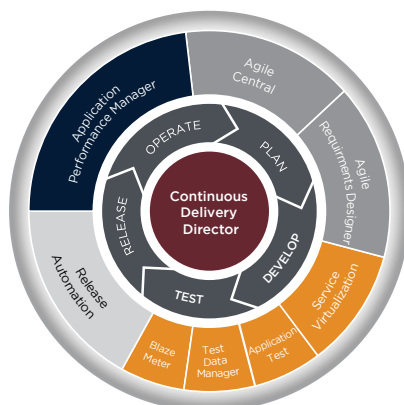 Application
Performance Manager
Agile
Central
Agile
Requirments Designer
Service
Virtualization
Application
Test
Test
Data
Manager
Blaze
Meter
Release
Automation
OPERATE
PLAN
DEVELOP
TEST
RELEASE
Continuous
Delivery
Director